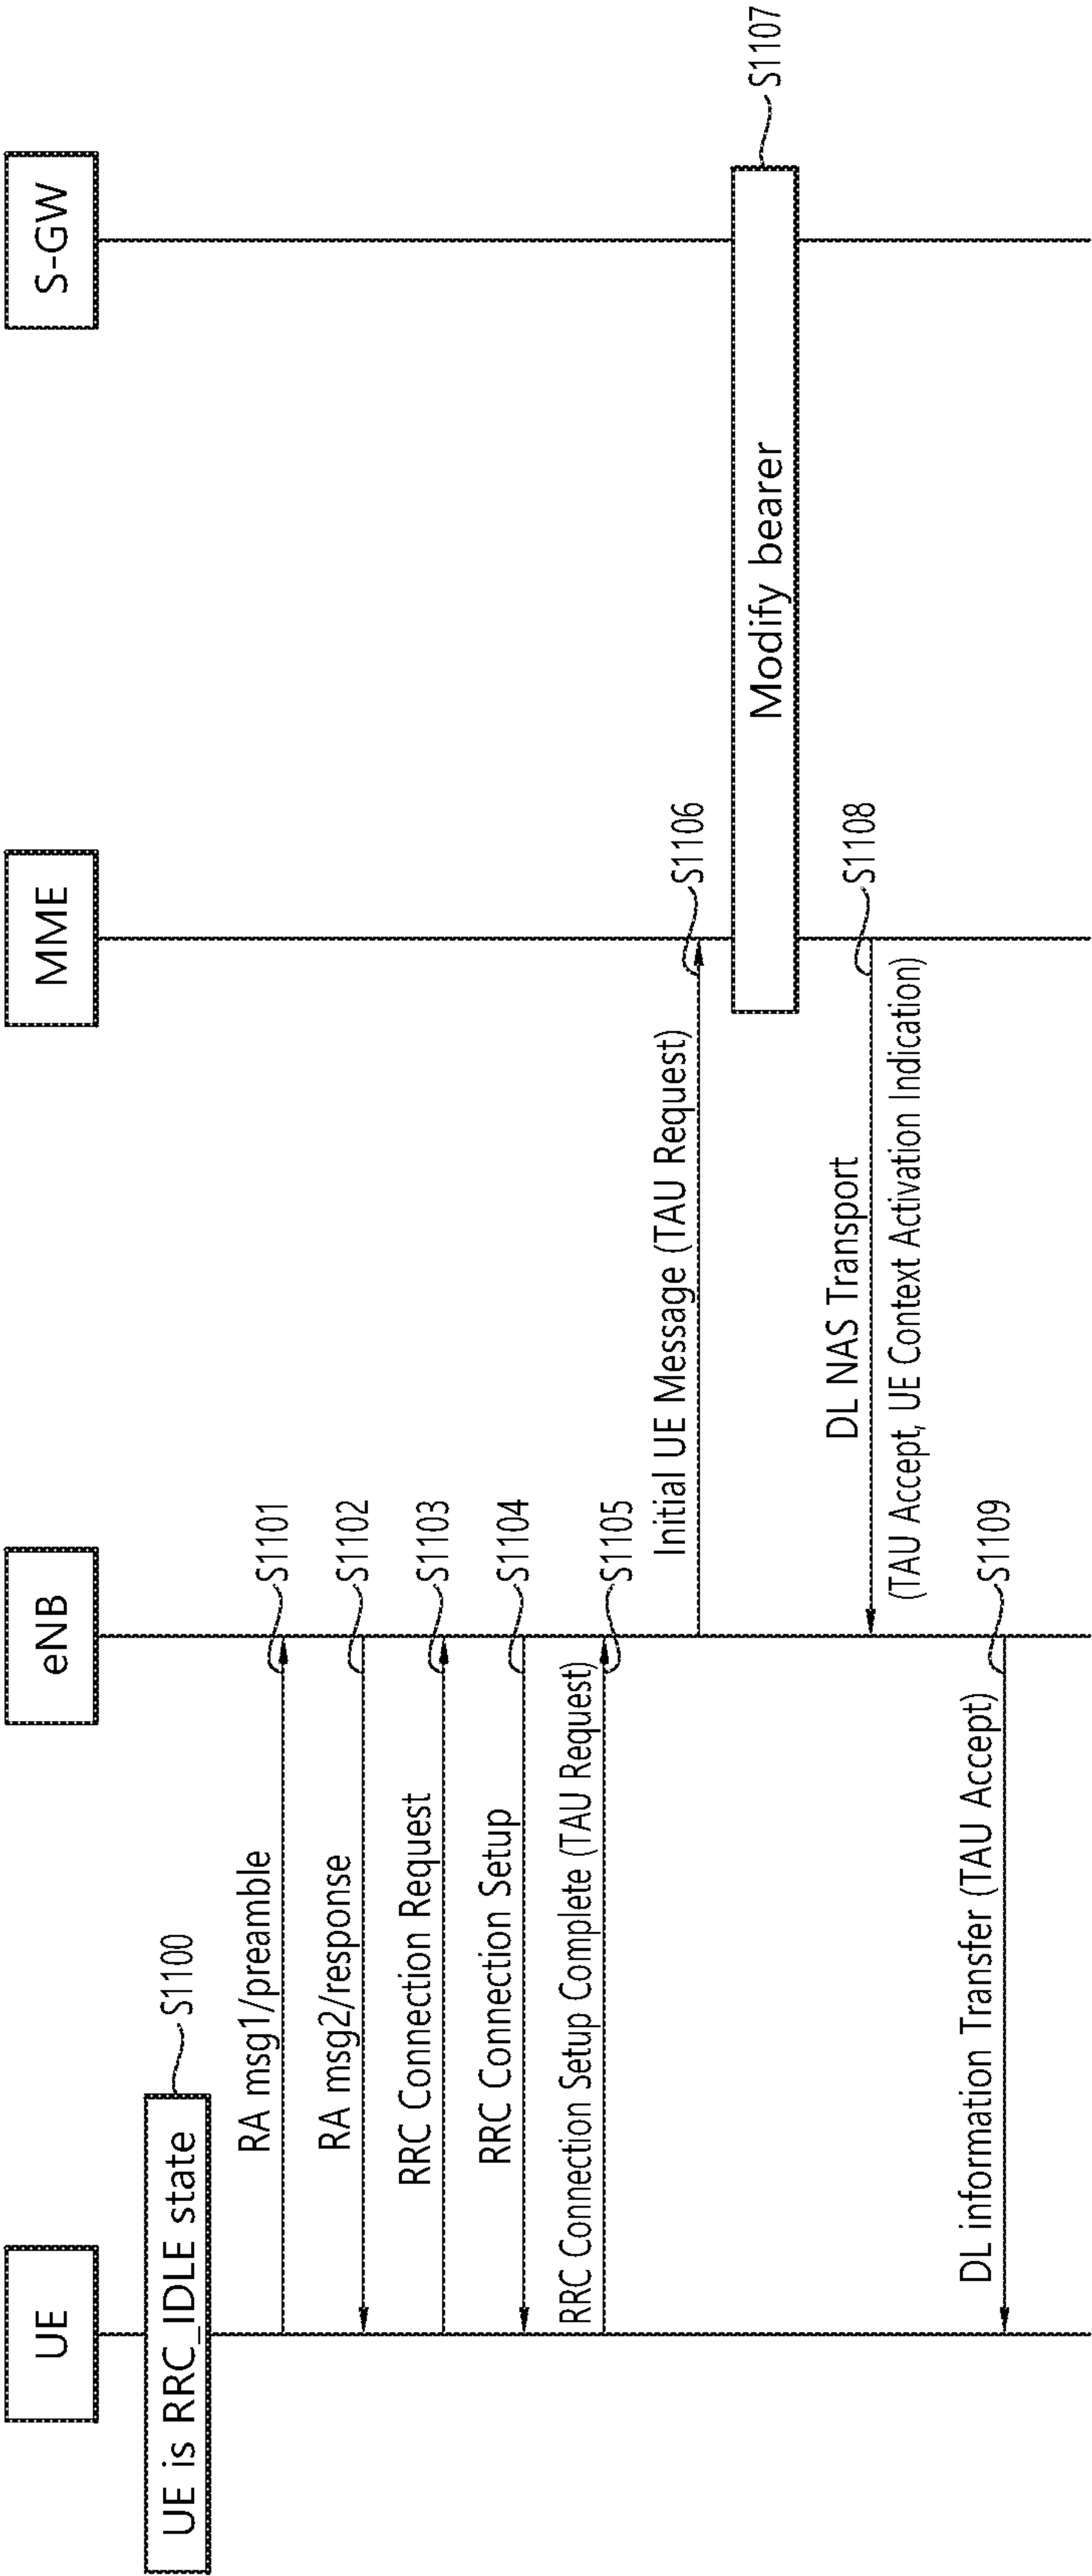 UE
eNB
MME
S-GW
UE is RRC_IDLE state
S1100
RA msg1/preamble
S1101
RA msg2/response
S1102
RRC Connection Request
S1103
RRC Connection Setup
S1104
RRC Connection Setup Complete (TAU Request)
S1105
Initial UE Message (TAU Request)
S1106
Modify bearer
S1107
DL NAS Transport
S1108
(TAU Accept, UE Context Activation Indication)
DL information Transfer (TAU Accept)
S1109